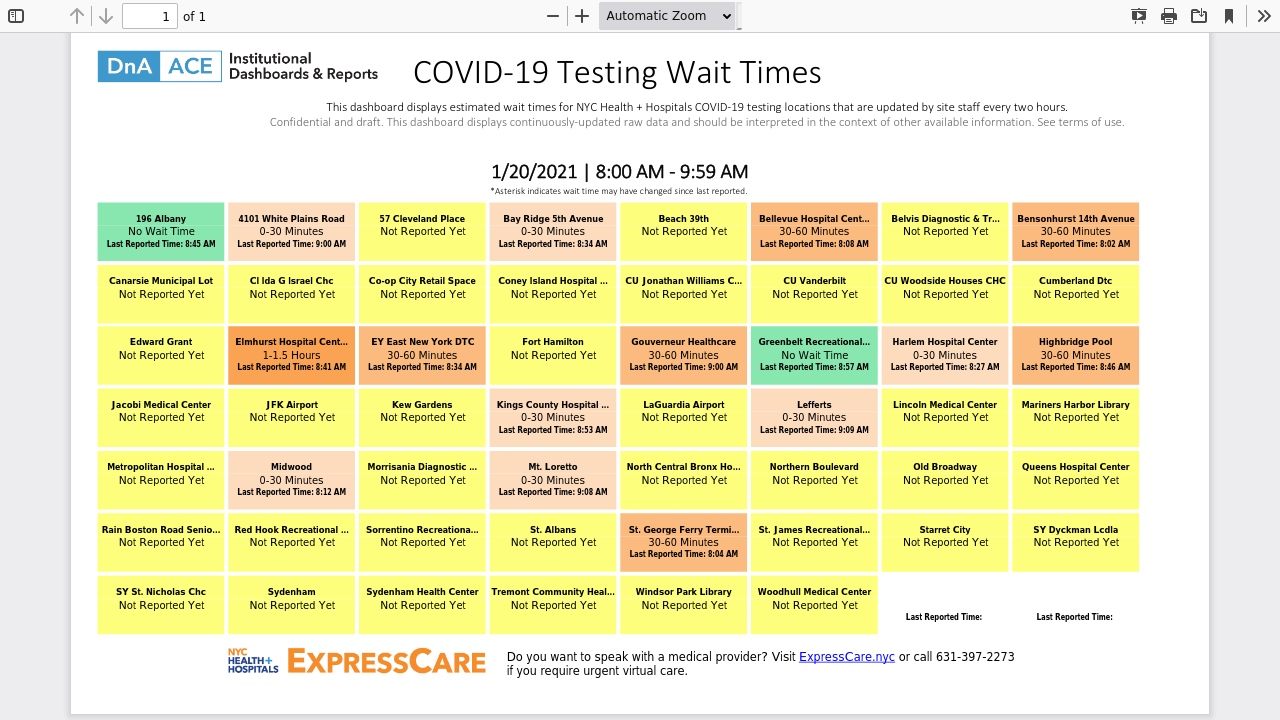 1 of 1 Automatic Zoom
DnA ACE Institutional
Dashboards & Reports
COVID-19 Testing Wait Times
This dashboard displays estimated wait times for NYC Health + Hospitals COVID-19 testing locations that are updated by site staff every two hours.
Confidential and draft. This dashboard displays continuously-updated raw data and should be interpreted in the context of other available information. See terms of use.
1/20/2021 | 8:00 AM - 9:59 AM
*Asterisk indicates wait time may have changed since last reported.
196 Albany
No Wait Time
Last Reported Time: 8:45 AM
4101 White Plains Road
0-30 Minutes
Last Reported Time: 9:00 AM
57 Cleveland Place
Not Reported Yet
Bay Ridge 5th Avenue
0-30 Minutes
Last Reported Time: 8:34 AM
Beach 39th
Not Reported Yet
Bellevue Hospital Cent...
30-60 Minutes
Last Reported Time: 8:08 AM
Belvis Diagnostic & Tr...
Not Reported Yet
Bensonhurst 14th Avenue
30-60 Minutes
Last Reported Time: 8:02 AM
Canarsie Municipal Lot
Not Reported Yet
CI Ida G Israel Chc
Not Reported Yet
Co-op City Retail Space
Not Reported Yet
Coney Island Hospital ...
Not Reported Yet
CU Jonathan Williams C...
Not Reported Yet
CU Vanderbilt
Not Reported Yet
CU Woodside Houses CHC
Not Reported Yet
Cumberland Dtc
Not Reported Yet
Edward Grant
Not Reported Yet
Elmhurst Hospital Cent...
1-1.5 Hours
Last Reported Time: 8:41 AM
EY East New York DTC
30-60 Minutes
Last Reported Time: 8:34 AM
Fort Hamilton
Not Reported Yet
Gouverneur Healthcare
30-60 Minutes
Last Reported Time: 9:00 AM
Greenbelt Recreational...
No Wait Time
Last Reported Time: 8:57 AM
Harlem Hospital Center
0-30 Minutes
Last Reported Time: 8:27 AM
Highbridge Pool
30-60 Minutes
Last Reported Time: 8:46 AM
Jacobi Medical Center
Not Reported Yet
JFK Airport
Not Reported Yet
Kew Gardens
Not Reported Yet
Kings County Hospital ...
0-30 Minutes
Last Reported Time: 8:53 AM
LaGuardia Airport
Not Reported Yet
Lefferts
0-30 Minutes
Last Reported Time: 9:09 AM
Lincoln Medical Center
Not Reported Yet
Mariners Harbor Library
Not Reported Yet
Metropolitan Hospital ...
Not Reported Yet
Midwood
0-30 Minutes
Last Reported Time: 8:12 AM
Morrisania Diagnostic ...
Not Reported Yet
Mt. Loretto
0-30 Minutes
Last Reported Time: 9:08 AM
North Central Bronx Ho...
Not Reported Yet
Northern Boulevard
Not Reported Yet
Old Broadway
Not Reported Yet
Queens Hospital Center
Not Reported Yet
Rain Boston Road Senio...
Not Reported Yet
Red Hook Recreational ...
Not Reported Yet
Sorrentino Recreationa...
Not Reported Yet
St. Albans
Not Reported Yet
St. George Ferry Termi...
30-60 Minutes
Last Reported Time: 8:04 AM
St. James Recreational...
Not Reported Yet
Starret City
Not Reported Yet
SY Dyckman Lcdla
Not Reported Yet
SY St. Nicholas Chc
Not Reported Yet
Sydenham
Not Reported Yet
Sydenham Health Center
Not Reported Yet
Tremont Community Heal...
Not Reported Yet
Windsor Park Library
Not Reported Yet
Woodhull Medical Center
Not Reported Yet
Last Reported Time:
Last Reported Time:
NYC
HEALTH+
HOSPITALS
EXPRESSCARE
Do you want to speak with a medical provider? Visit ExpressCare.nyc or call 631-397-2273
if you require urgent virtual care.